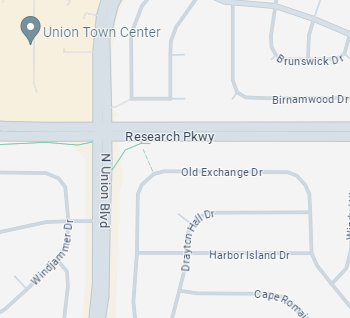 Union Town Center
Brunswick Dr
Birnamwood Dr
Research Pkwy
N Union Blvd
Old Exchange Dr
Drayton Hall Dr
Windjammer Dr
Harbor Island Dr
Cape Romain